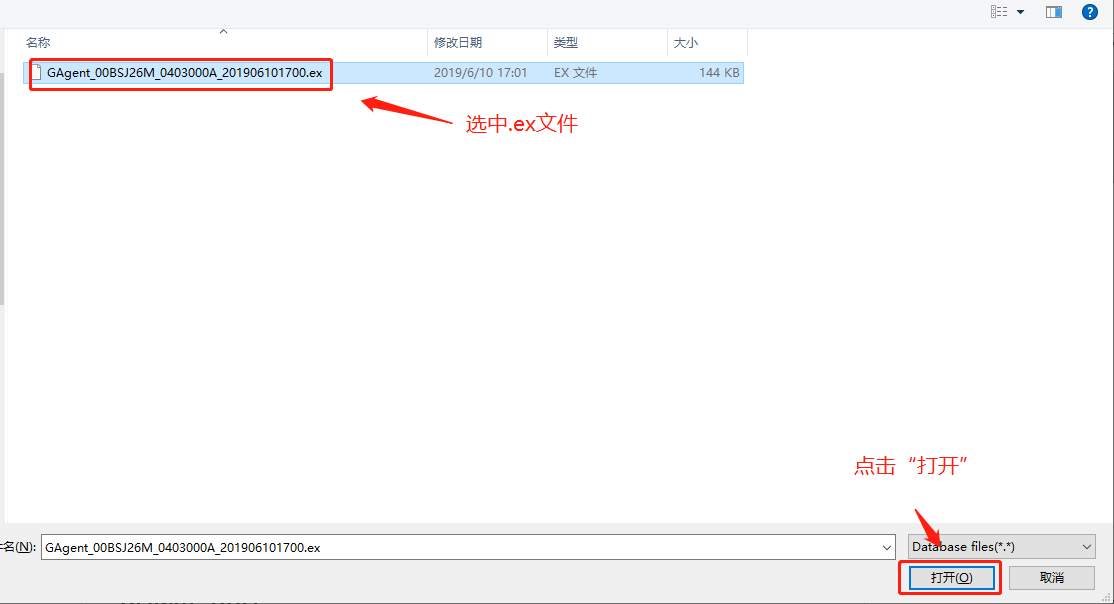 ?
名称 修改日期 类型 大小
GAgent_00BSJ26M_0403000A_201906101700.ex 2019/6/10 17:01 EX 文件 144 KB
选中.ex文件
点击“打开”
名(N): GAgent_00BSJ26M_0403000A_201906101700.ex Database files(*.*)
打开(O) 取消